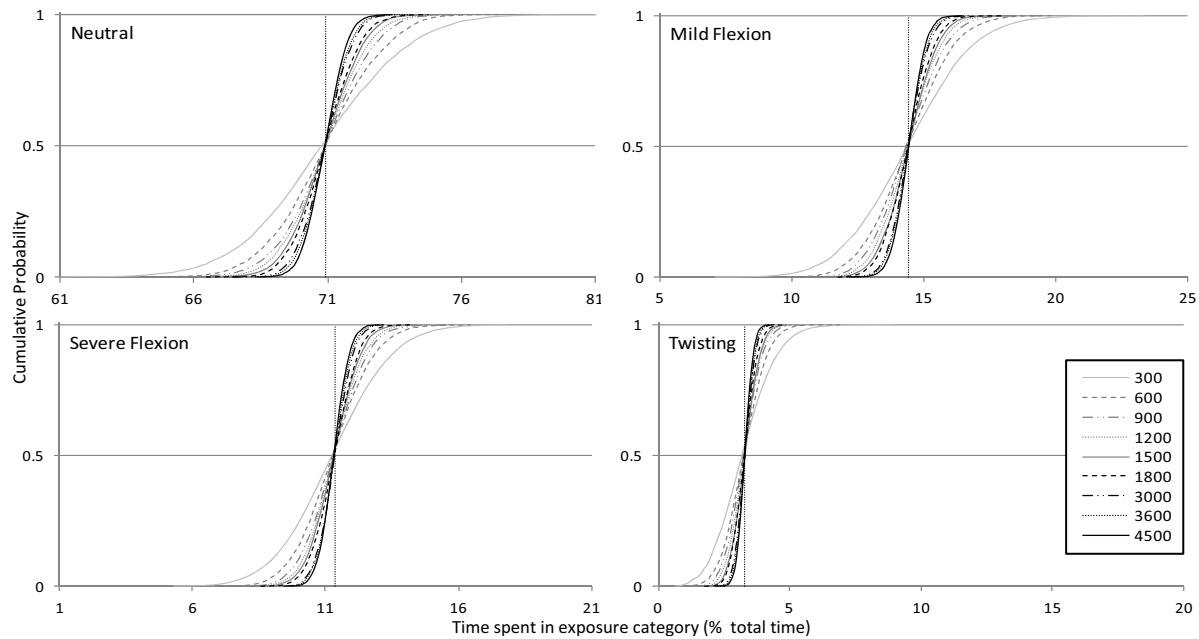 Cumulative Probability
Neutral
1
0.5
0
61 66 71 76 81
Mild Flexion
1
0.5
0
5 10 15 20 25
Severe Flexion
1
0.5
0
1 6 11 16 21
Twisting
1
0.5
0
0 5 10 15 20
300
600
900
1200
1500
1800
3000
3600
4500
Time spent in exposure category (% total time)